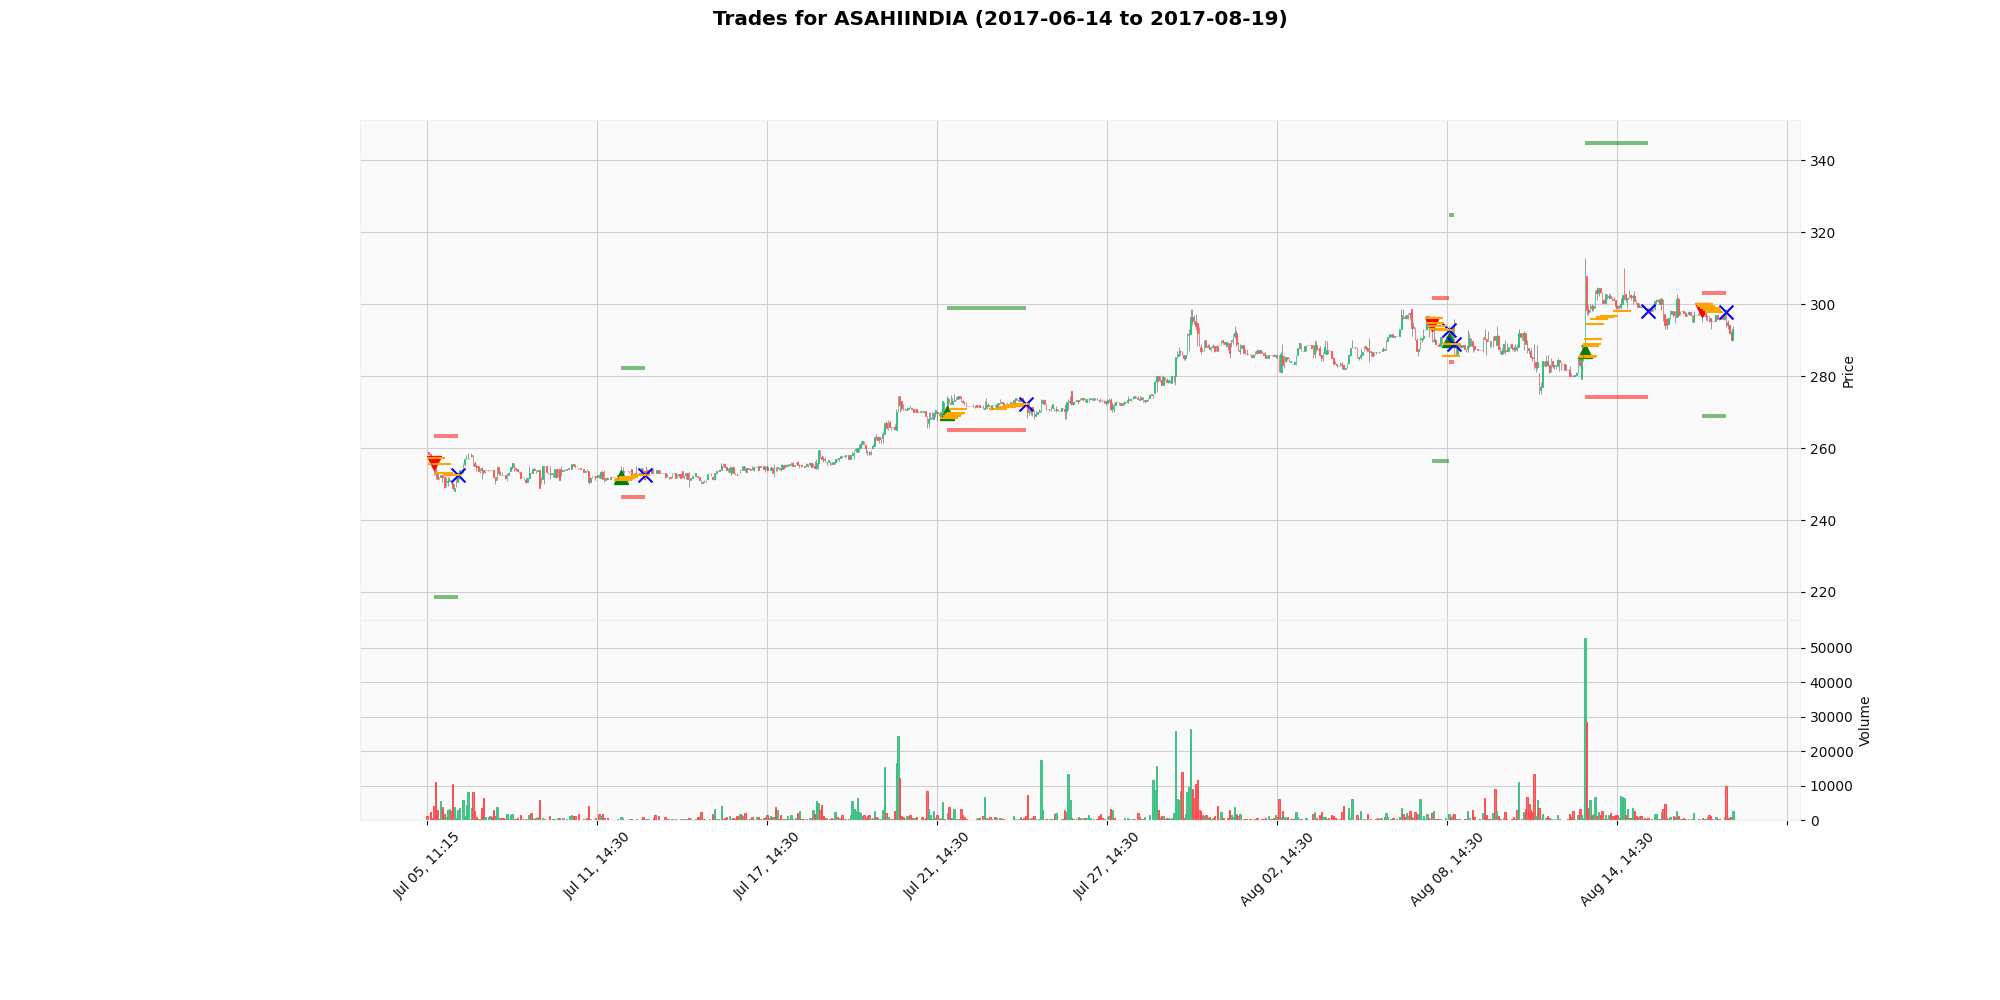 Trades for ASAHIINDIA (2017-06-14 to 2017-08-19)
340
320
300
280
260
240
220
Price
50000
40000
30000
20000
10000
0
Volume
Jul 05, 11:15
Jul 11, 14:30
Jul 17, 14:30
Jul 21, 14:30
Jul 27, 14:30
Aug 02, 14:30
Aug 08, 14:30
Aug 14, 14:30